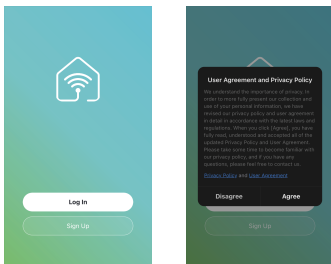 Log In
Sign Up
User Agreement and Privacy Policy
We understand the importance of privacy. In
order to more fully present our collection and
use of your personal information, we have
revised our privacy policy and user agreement
in detail in accordance with the latest laws and
regulations. When you click [Agree], you have
fully read, understood and accepted all of the
updated Privacy Policy and User Agreement.
Please take some time to become familiar with
our privacy policy, and if you have any
questions, please feel free to contact us.
Privacy Policy and User Agreement
Disagree Agree
Sign Up